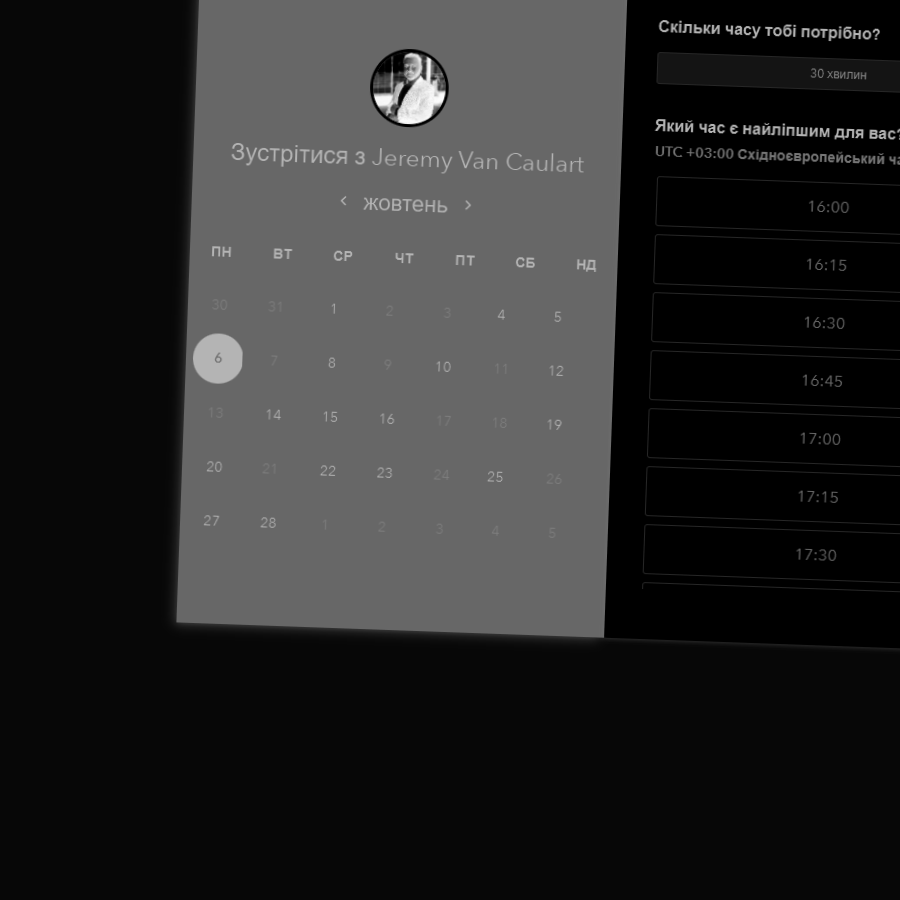 Зустрітися з Jeremy Van Caulart
жовтень
ПН ВТ СР ЧТ ПТ СБ НД
30 31 1 2 3 4 5
6 7 8 9 10 11 12
13 14 15 16 17 18 19
20 21 22 23 24 25 26
27 28 1 2 3 4 5
Скільки часу тобі потрібно?
30 хвилин
Який час є найліпшим для вас?
UTC +03:00 Східноєвропейський
16:00
16:15
16:30
16:45
17:00
17:15
17:30